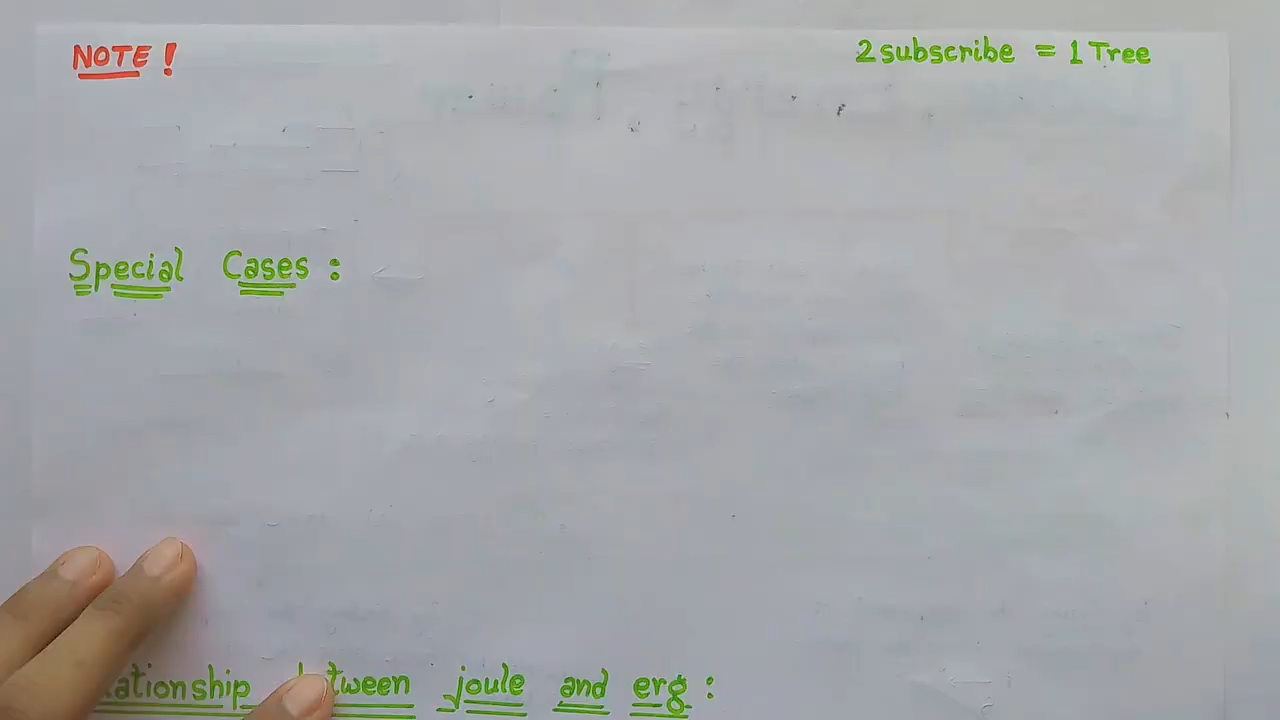 NOTE!
2 subscribe = 1 Tree
Special Cases :
joule and erg :